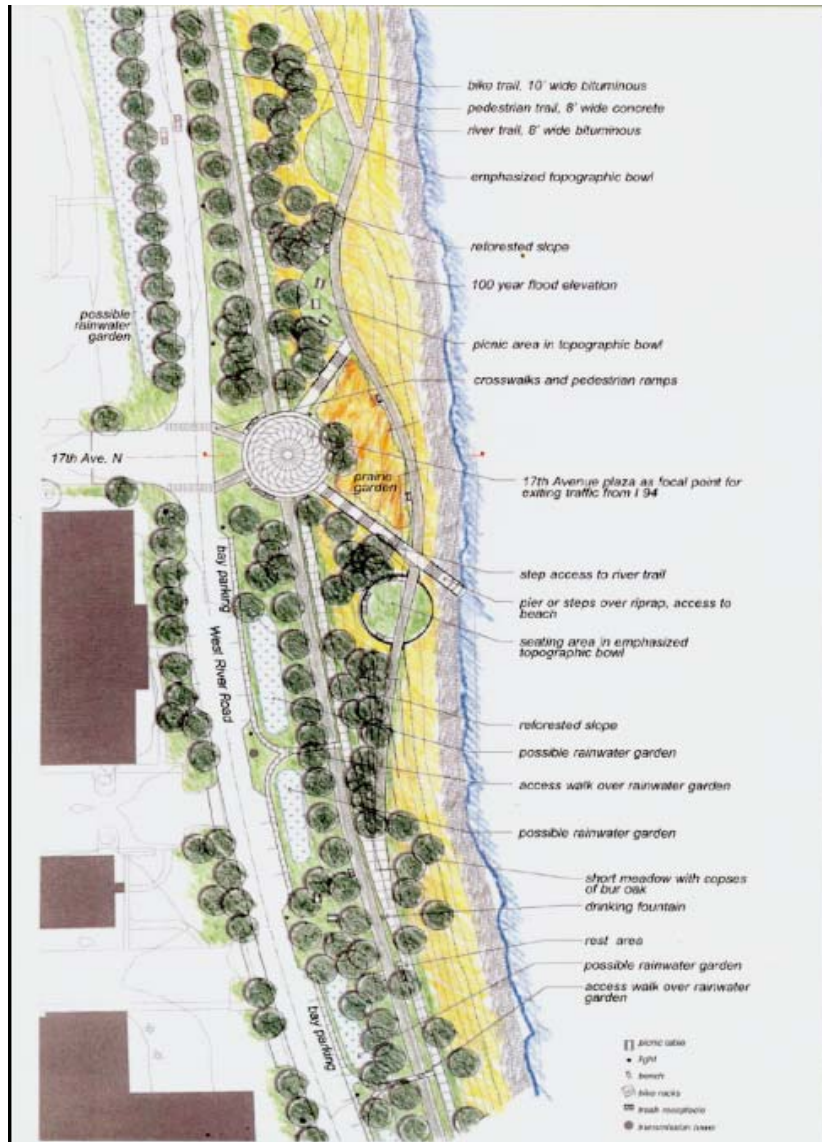 bike trail, 10' wide bituminous
pedestrian trail, 8' wide concrete
river trail, 8' wide bituminous
emphasized topographic bowl
reforested slope
100 year flood elevation
possible
rainwater
garden
picnic area in topographic bowl
crosswalks and pedestrian ramps
17th Ave. N
17th Avenue plaza as focal point for
exiting traffic from I 94
prairie
garden
bay parking
West River Road
step access to river trail
pier or steps over riprap, access to
beach
seating area in emphasized
topographic bowl
reforested slope
possible rainwater garden
access walk over rainwater garden
possible rainwater garden
short meadow with copses
of bur oak
drinking fountain
rest area
possible rainwater garden
access walk over rainwater
garden
bay parking
picnic table
light
bench
bike racks
trash receptacle
transmission tower